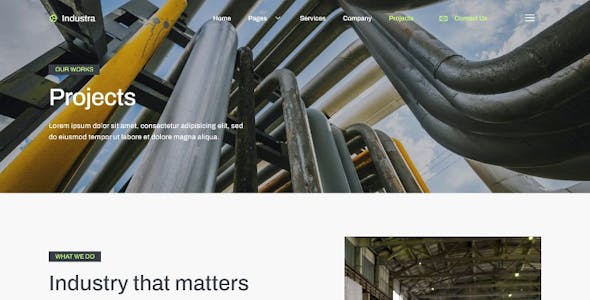 Industra
Home Pages Services Company Projects Contact Us
OUR WORKS
Projects
Lorem ipsum dolor sit amet, consectetur adipisicing elit, sed
do eiusmod tempor ut labore et dolore magna aliqua.
WHAT WE DO
Industry that matters